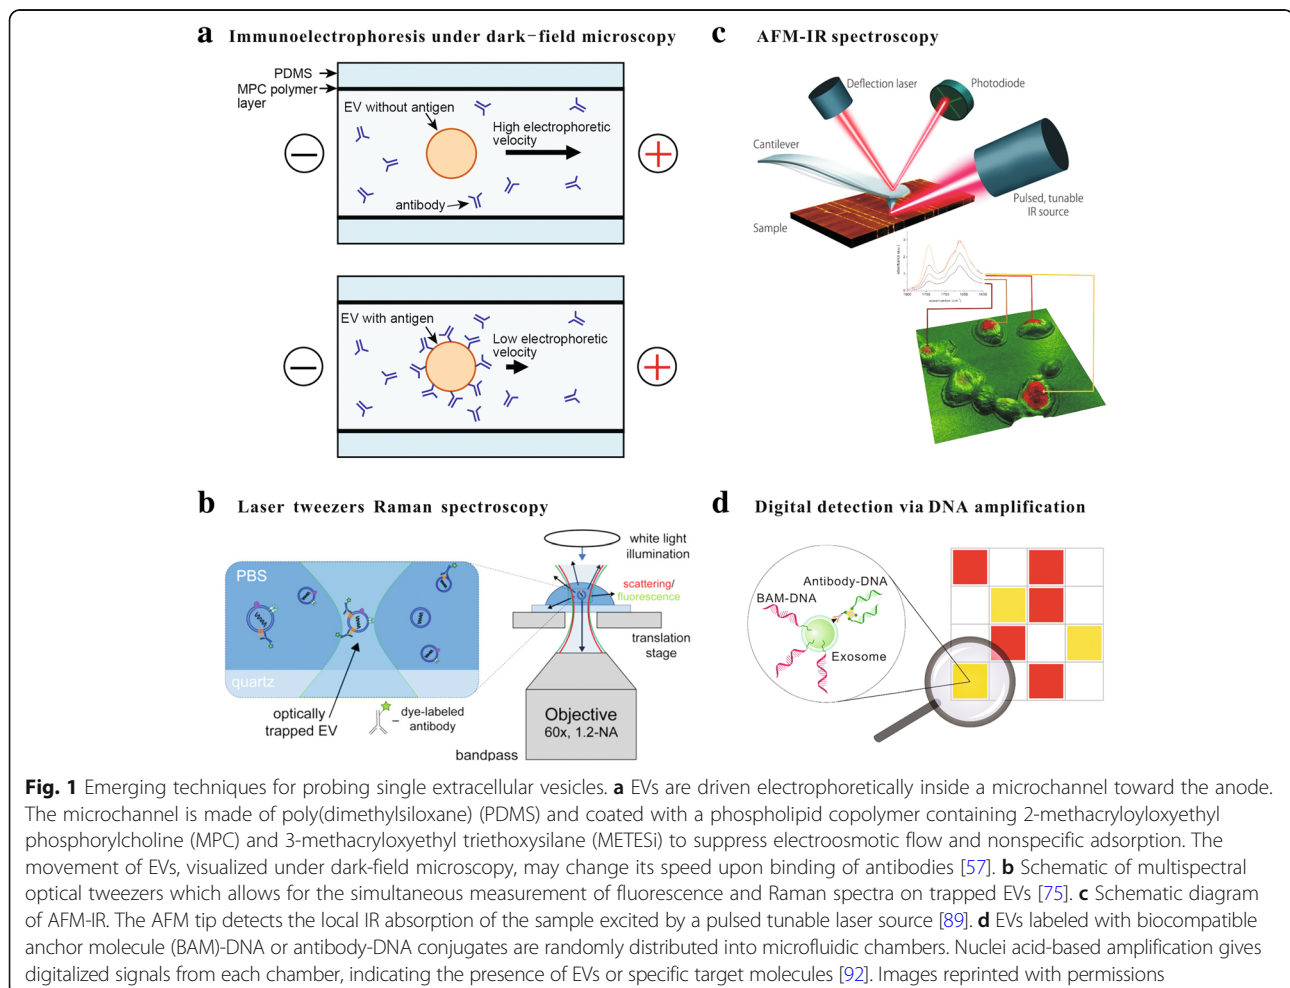 a Immunoelectrophoresis under dark-field microscopy
PDMS
MPC polymer
layer
EV without antigen
High electrophoretic
velocity
antibody
EV with antigen
Low electrophoretic
velocity
c AFM-IR spectroscopy
Deflection laser
Photodiode
Cantilever
Pulsed, tunable
IR source
Sample
b Laser tweezers Raman spectroscopy
PBS
quartz
optically
trapped EV
dye-labeled
antibody
white light
illumination
scattering/
fluorescence
translation
stage
Objective
60x, 1.2-NA
bandpass
d Digital detection via DNA amplification
Antibody-DNA
BAM-DNA
Exosome
Fig. 1 Emerging techniques for probing single extracellular vesicles. a EVs are driven electrophoretically inside a microchannel toward the anode.
The microchannel is made of poly(dimethylsiloxane) (PDMS) and coated with a phospholipid copolymer containing 2-methacryloyloxyethyl
phosphorylcholine (MPC) and 3-methacryloxyethyl triethoxysilane (METESi) to suppress electroosmotic flow and nonspecific adsorption. The
movement of EVs, visualized under dark-field microscopy, may change its speed upon binding of antibodies [57]. b Schematic of multispectral
optical tweezers which allows for the simultaneous measurement of fluorescence and Raman spectra on trapped EVs [75]. c Schematic diagram
of AFM-IR. The AFM tip detects the local IR absorption of the sample excited by a pulsed tunable laser source [89]. d EVs labeled with biocompatible
anchor molecule (BAM)-DNA or antibody-DNA conjugates are randomly distributed into microfluidic chambers. Nuclei acid-based amplification gives
digitalized signals from each chamber, indicating the presence of EVs or specific target molecules [92]. Images reprinted with permissions